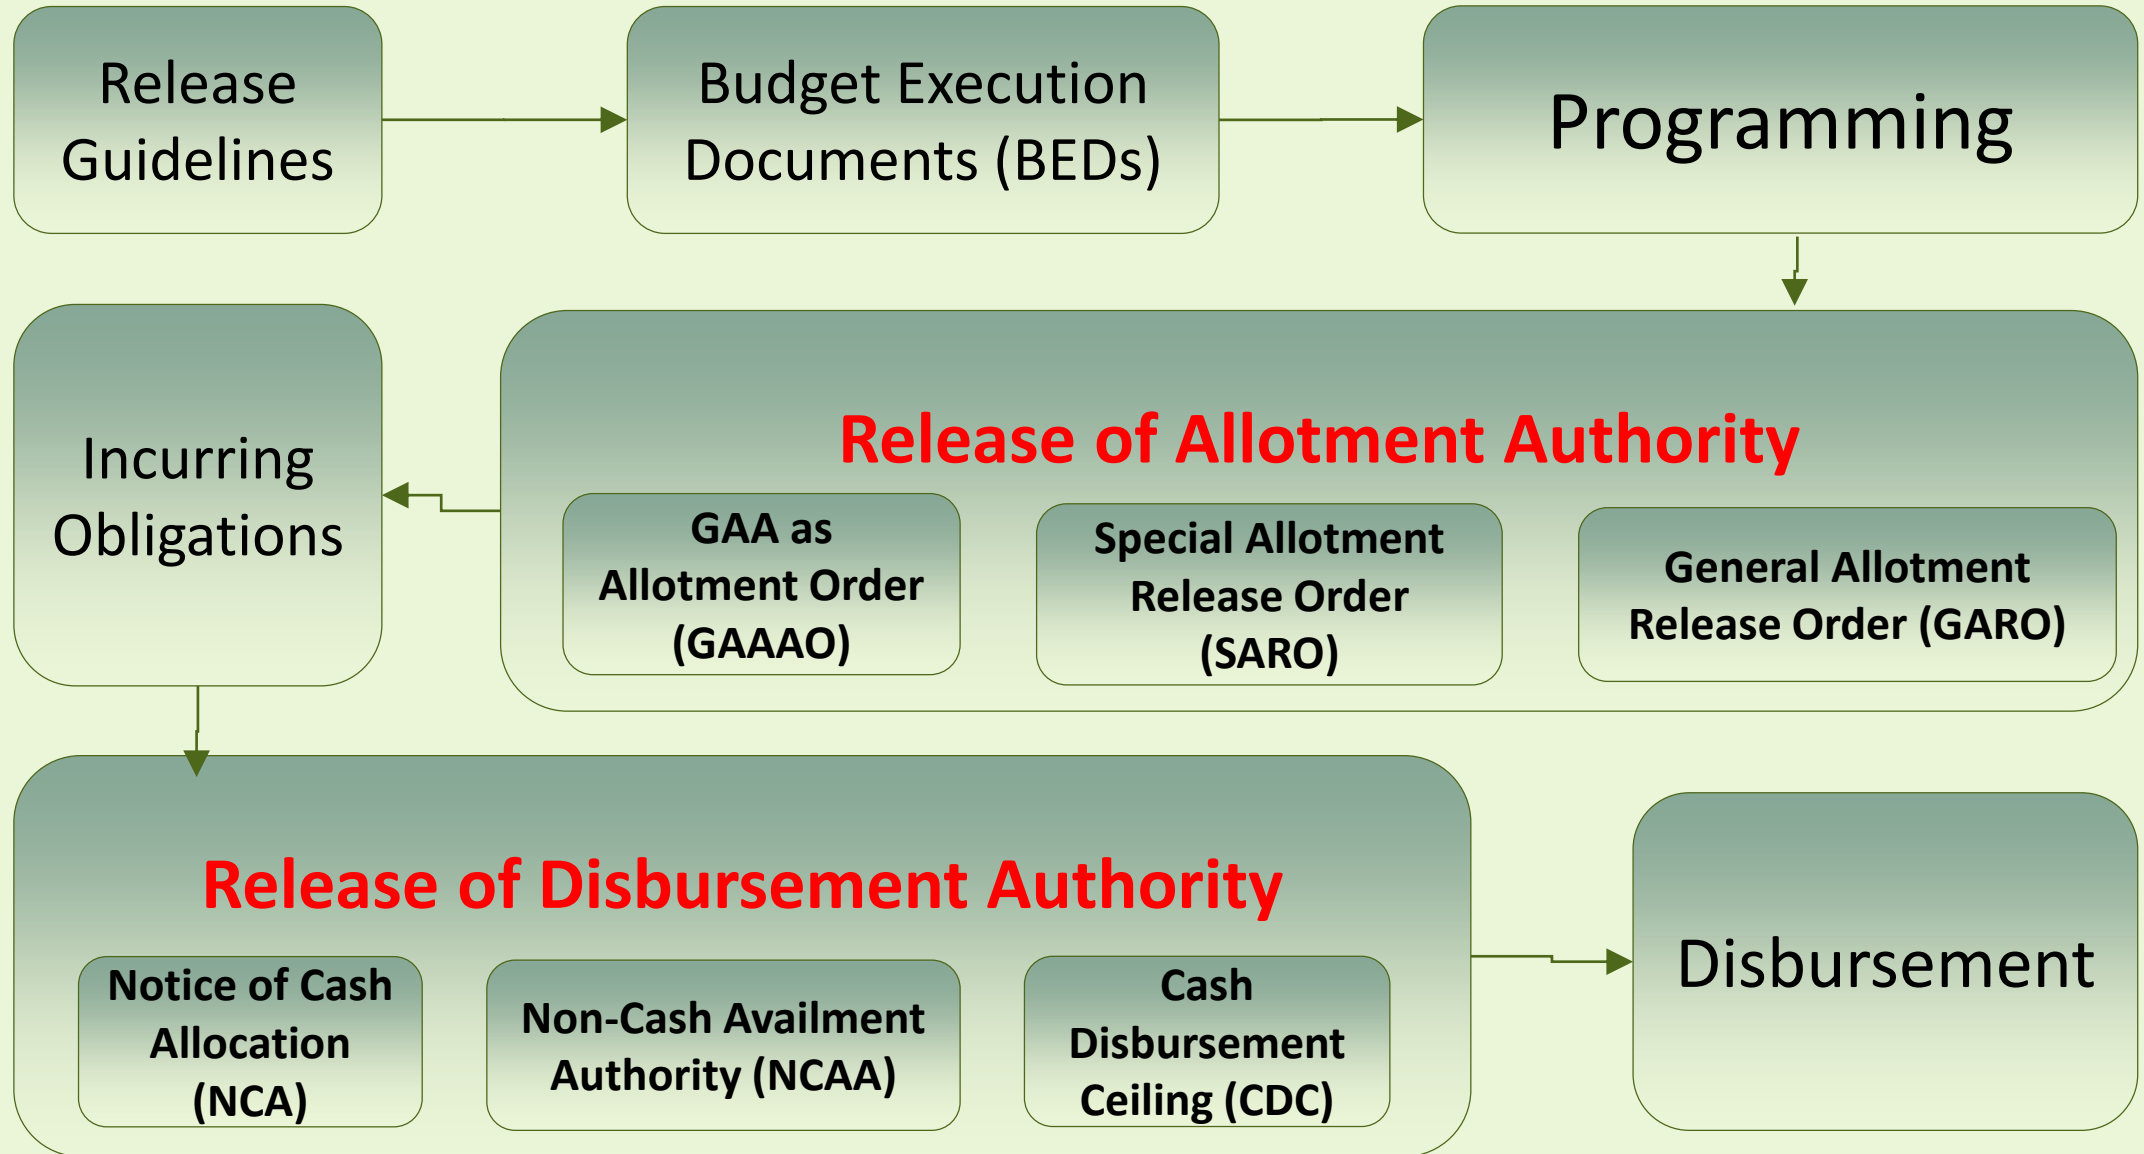 Release
Guidelines
Budget Execution
Documents (BEDs)
Programming
Release of Allotment Authority
GAA as
Allotment Order
(GAAAO)
Special Allotment
Release Order
(SARO)
General Allotment
Release Order (GARO)
Incurring
Obligations
Release of Disbursement Authority
Notice of Cash
Allocation
(NCA)
Non-Cash Availment
Authority (NCAA)
Cash
Disbursement
Ceiling (CDC)
Disbursement